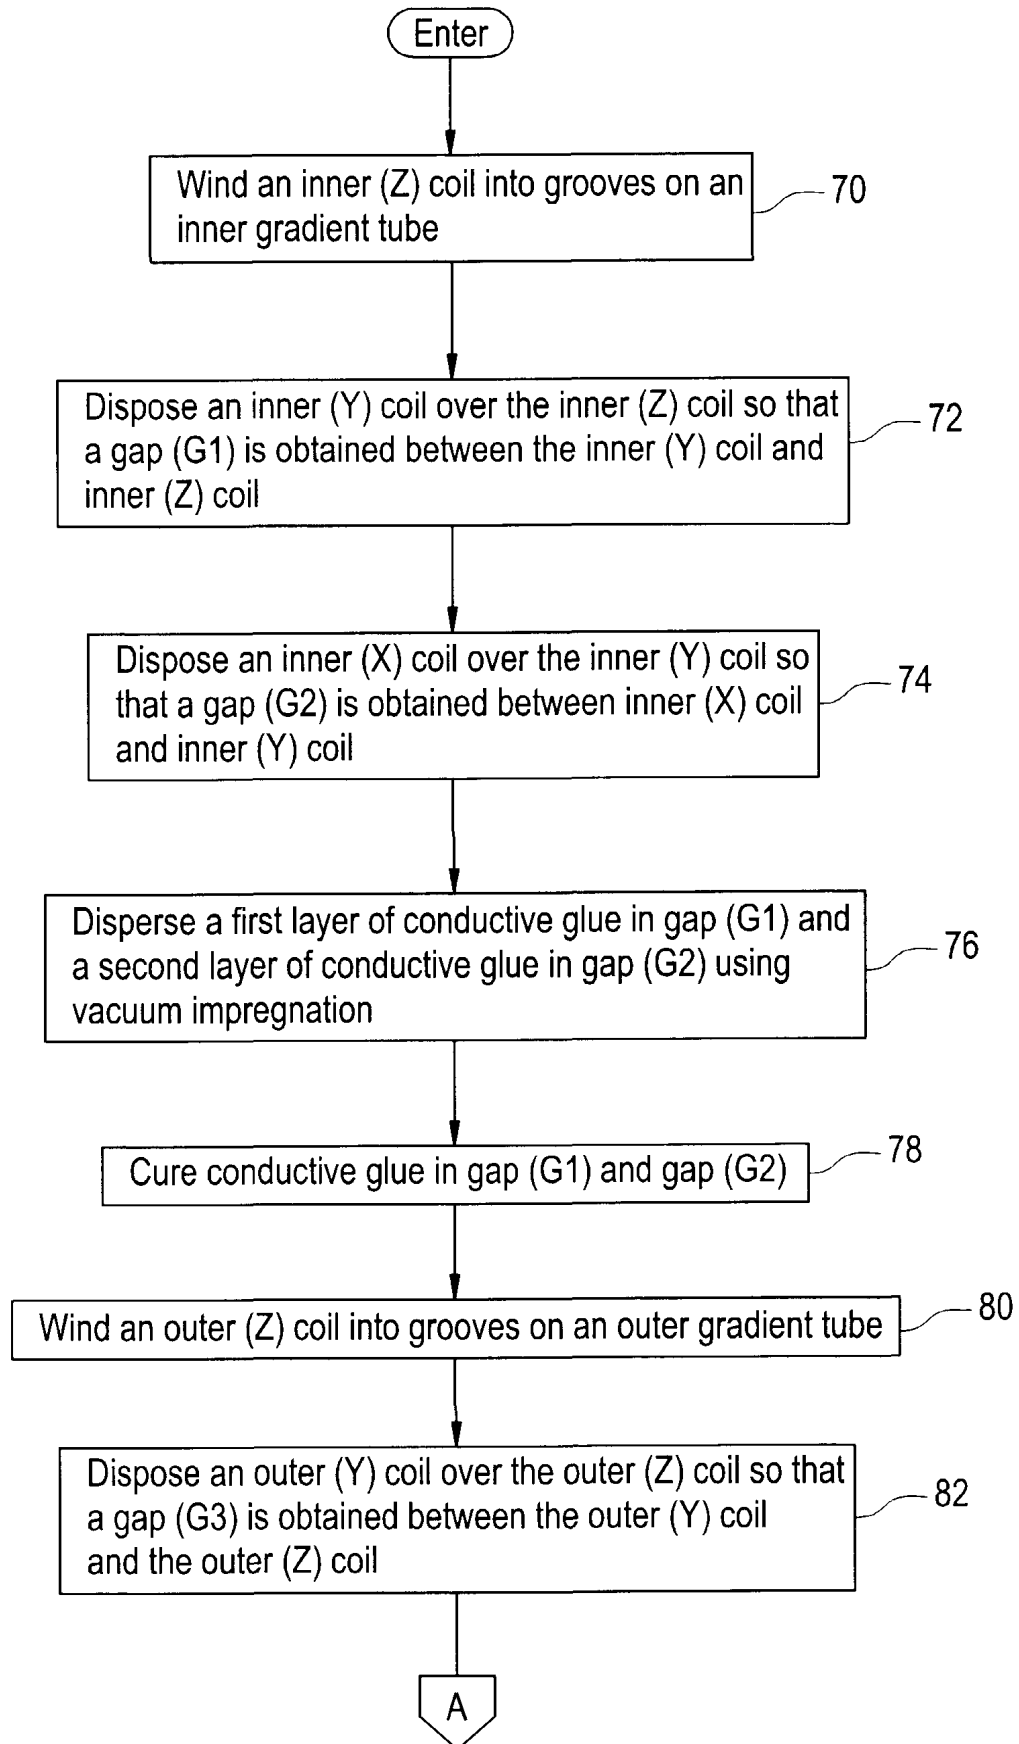 Enter
Wind an inner (Z) coil into grooves on an
inner gradient tube
70
Dispose an inner (Y) coil over the inner (Z) coil so that
a gap (G1) is obtained between the inner (Y) coil and
inner (Z) coil
72
Dispose an inner (X) coil over the inner (Y) coil so
that a gap (G2) is obtained between inner (X) coil
and inner (Y) coil
74
Disperse a first layer of conductive glue in gap (G1) and
a second layer of conductive glue in gap (G2) using
vacuum impregnation
76
Cure conductive glue in gap (G1) and gap (G2)
78
Wind an outer (Z) coil into grooves on an outer gradient tube
80
Dispose an outer (Y) coil over the outer (Z) coil so that
a gap (G3) is obtained between the outer (Y) coil
and the outer (Z) coil
82
A